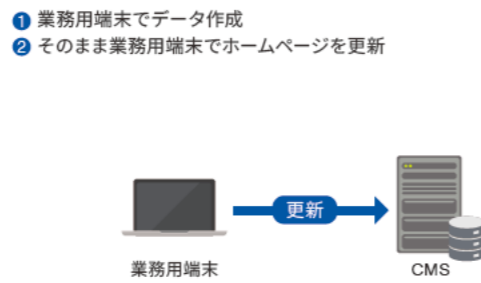 ❶ 業務用端末でデータ作成
❷ そのまま業務用端末でホームページを更新
更新
業務用端末
CMS